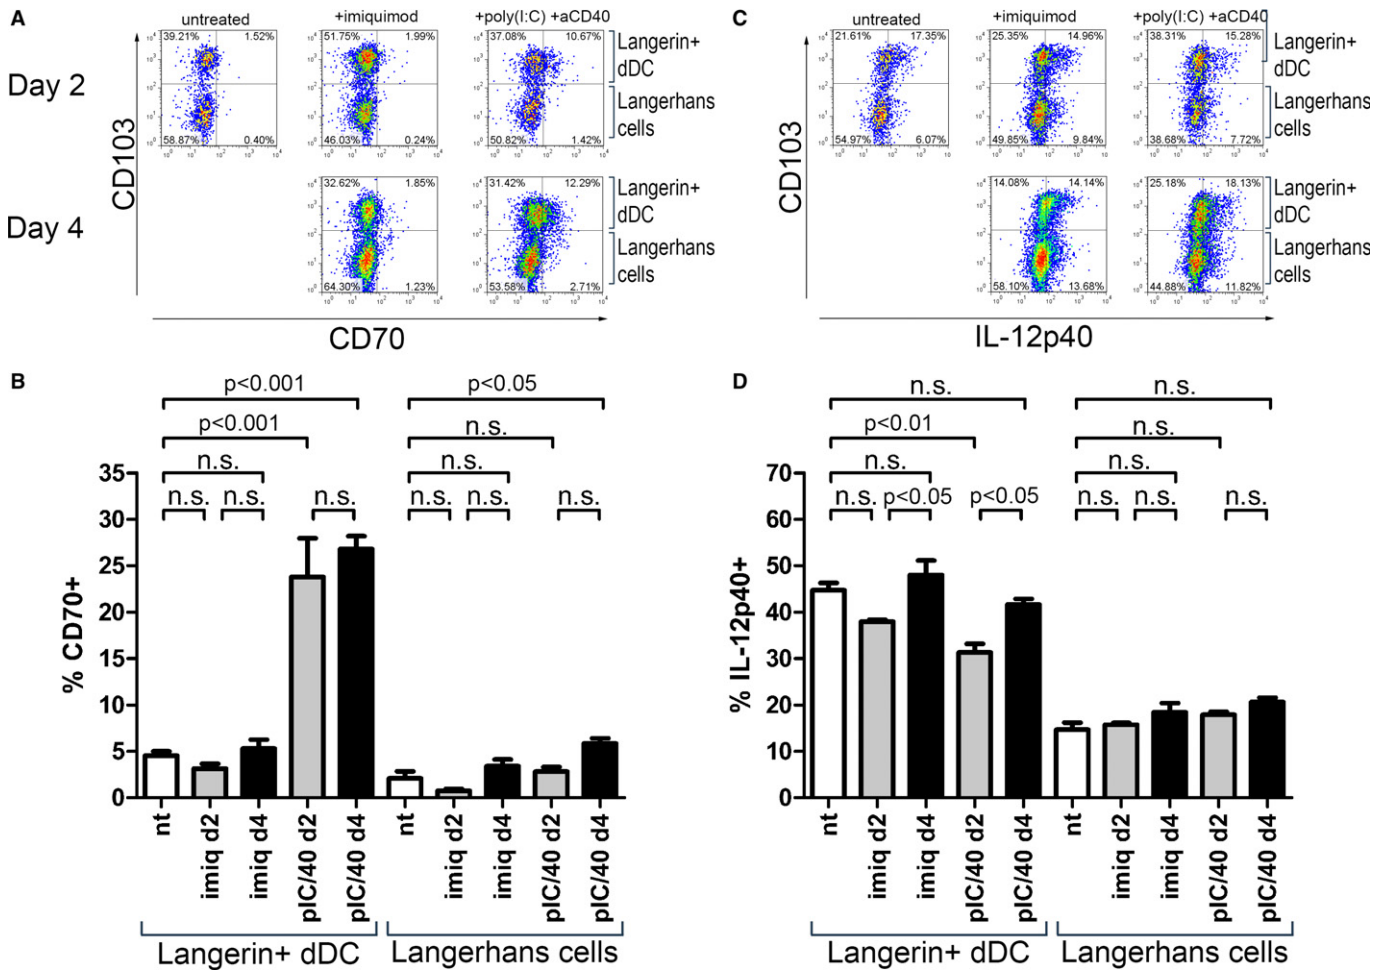 A
untreated
+imiquimod
+poly(I:C) +aCD40
Day 2
Day 4
CD103
39.21% 1.52%
58.87% 0.40%
51.75% 1.99%
46.03% 0.24%
37.08% 10.67%
50.82% 1.42%
Langerin+
dDC
Langerhans
cells
32.62% 1.85%
64.30% 1.23%
31.42% 12.29%
53.58% 2.71%
Langerin+
dDC
Langerhans
cells
CD70
C
untreated
+imiquimod
+poly(I:C) +aCD40
CD103
21.61% 17.35%
54.97% 6.07%
25.35% 14.96%
49.85% 9.84%
38.31% 15.28%
38.68% 7.72%
Langerin+
dDC
Langerhans
cells
14.08% 14.14%
58.10% 13.68%
25.18% 18.13%
44.88% 11.82%
Langerin+
dDC
Langerhans
cells
IL-12p40
B
p<0.001
p<0.05
p<0.001
n.s.
n.s.
n.s.
n.s. n.s. n.s. n.s. n.s. n.s.
% CD70+
35
30
25
20
15
10
5
0
nt
imiq d2
imiq d4
pIC/40 d2
pIC/40 d4
nt
imiq d2
imiq d4
pIC/40 d2
pIC/40 d4
Langerin+ dDC
Langerhans cells
D
n.s.
n.s.
p<0.01
n.s.
n.s.
n.s.
n.s. p<0.05 p<0.05 n.s. n.s. n.s.
% IL-12p40+
70
60
50
40
30
20
10
0
nt
imiq d2
imiq d4
pIC/40 d2
pIC/40 d4
nt
imiq d2
imiq d4
pIC/40 d2
pIC/40 d4
Langerin+ dDC
Langerhans cells